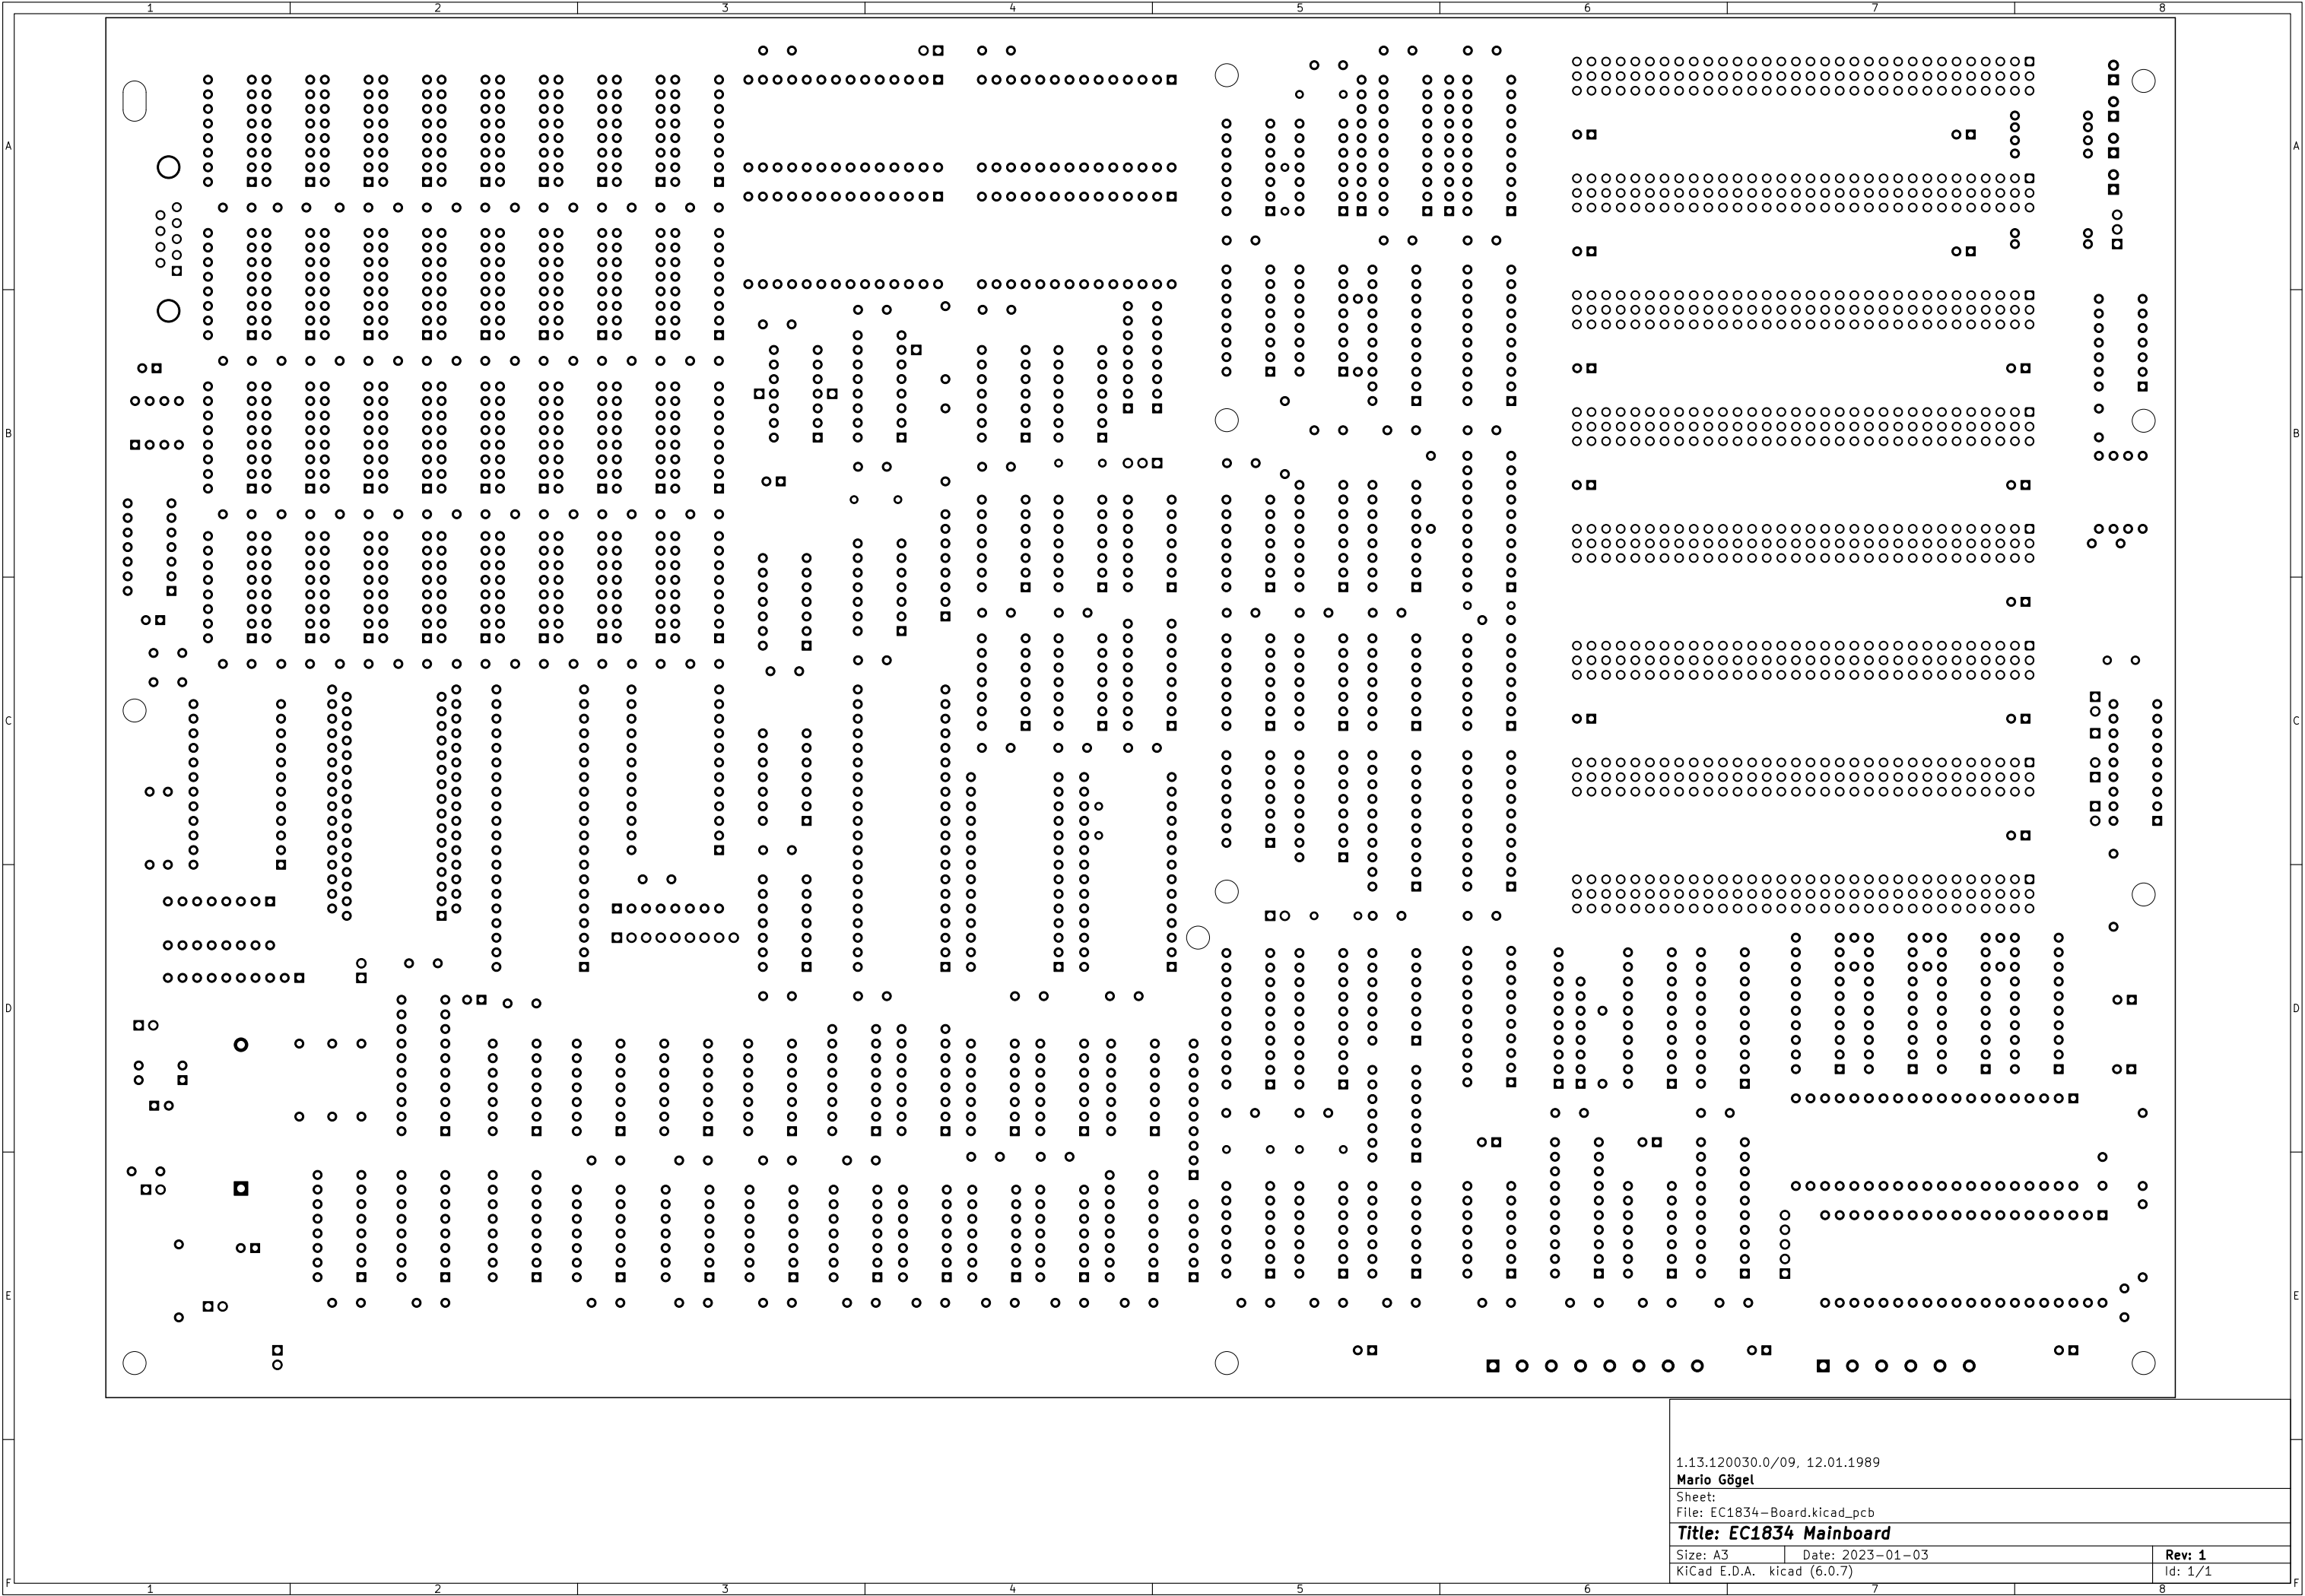 1 2 3 4 5 6 7 8
A A
B B
C C
D D
E E
1.13.120030.0/09, 12.01.1989
Mario Gögel
Sheet:
File: EC1834-Board.kicad_pcb
Title: EC1834 Mainboard
Size: A3 Date: 2023-01-03 Rev: 1
KiCad E.D.A. kicad (6.0.7) Id: 1/1
F F
1 2 3 4 5 6 7 8